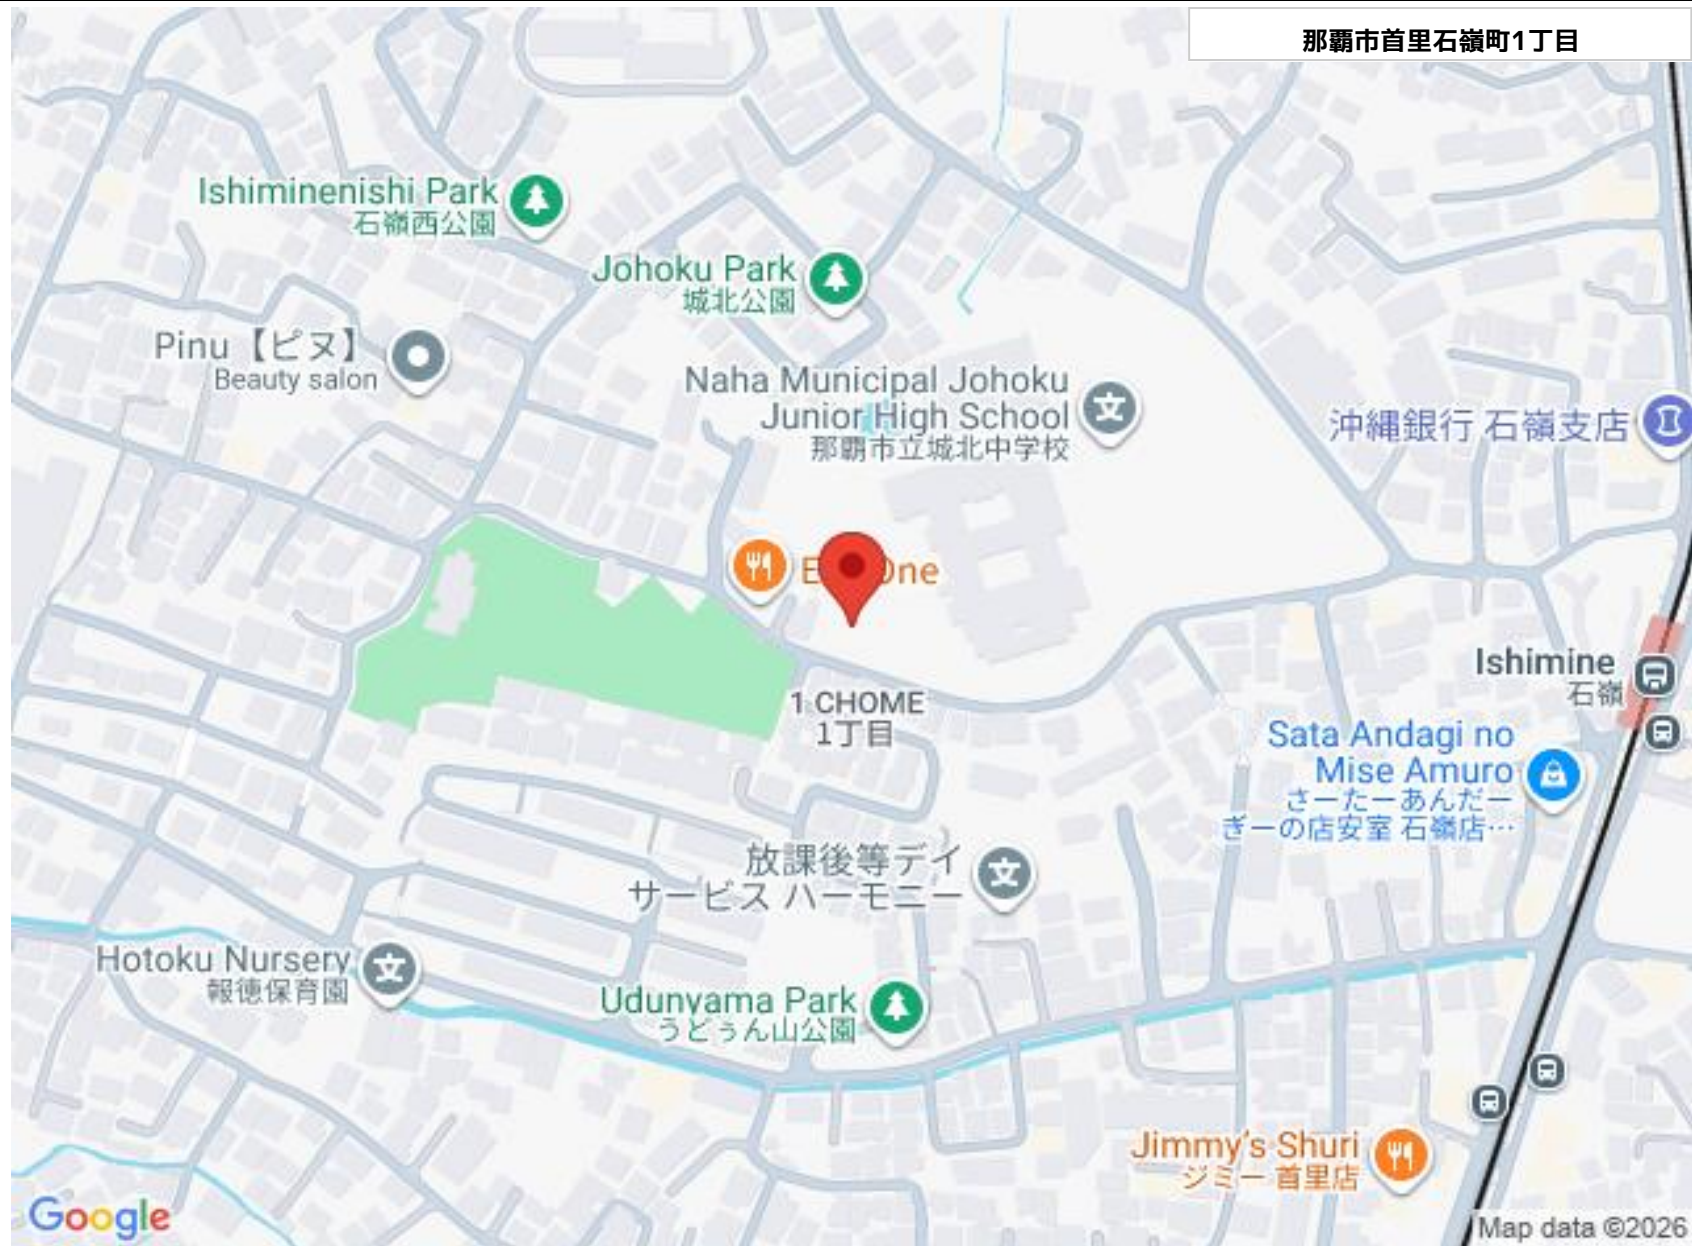 那覇市首里石嶺町1丁目
Ishiminenishi Park
石嶺西公園
Johoku Park
城北公園
Pinu【ピヌ】
Beauty salon
Naha Municipal Johoku
Junior High School
那覇市立城北中学校
沖縄銀行 石嶺支店
1 CHOME
1丁目
Ishimine
石嶺
Sata Andagi no
Mise Amuro
さーたーあんだー
ぎーの店安室 石嶺店…
放課後等デイ
サービス ハーモニー
Hotoku Nursery
報徳保育園
Udunyama Park
うどぅん山公園
Jimmy's Shuri
ジミー 首里店
Google
Map data ©2026